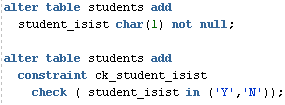 alter table students add
student_isist char(1) not null;
alter table students add
constraint ck_student_isist
check ( student_isist in ('Y','N'));